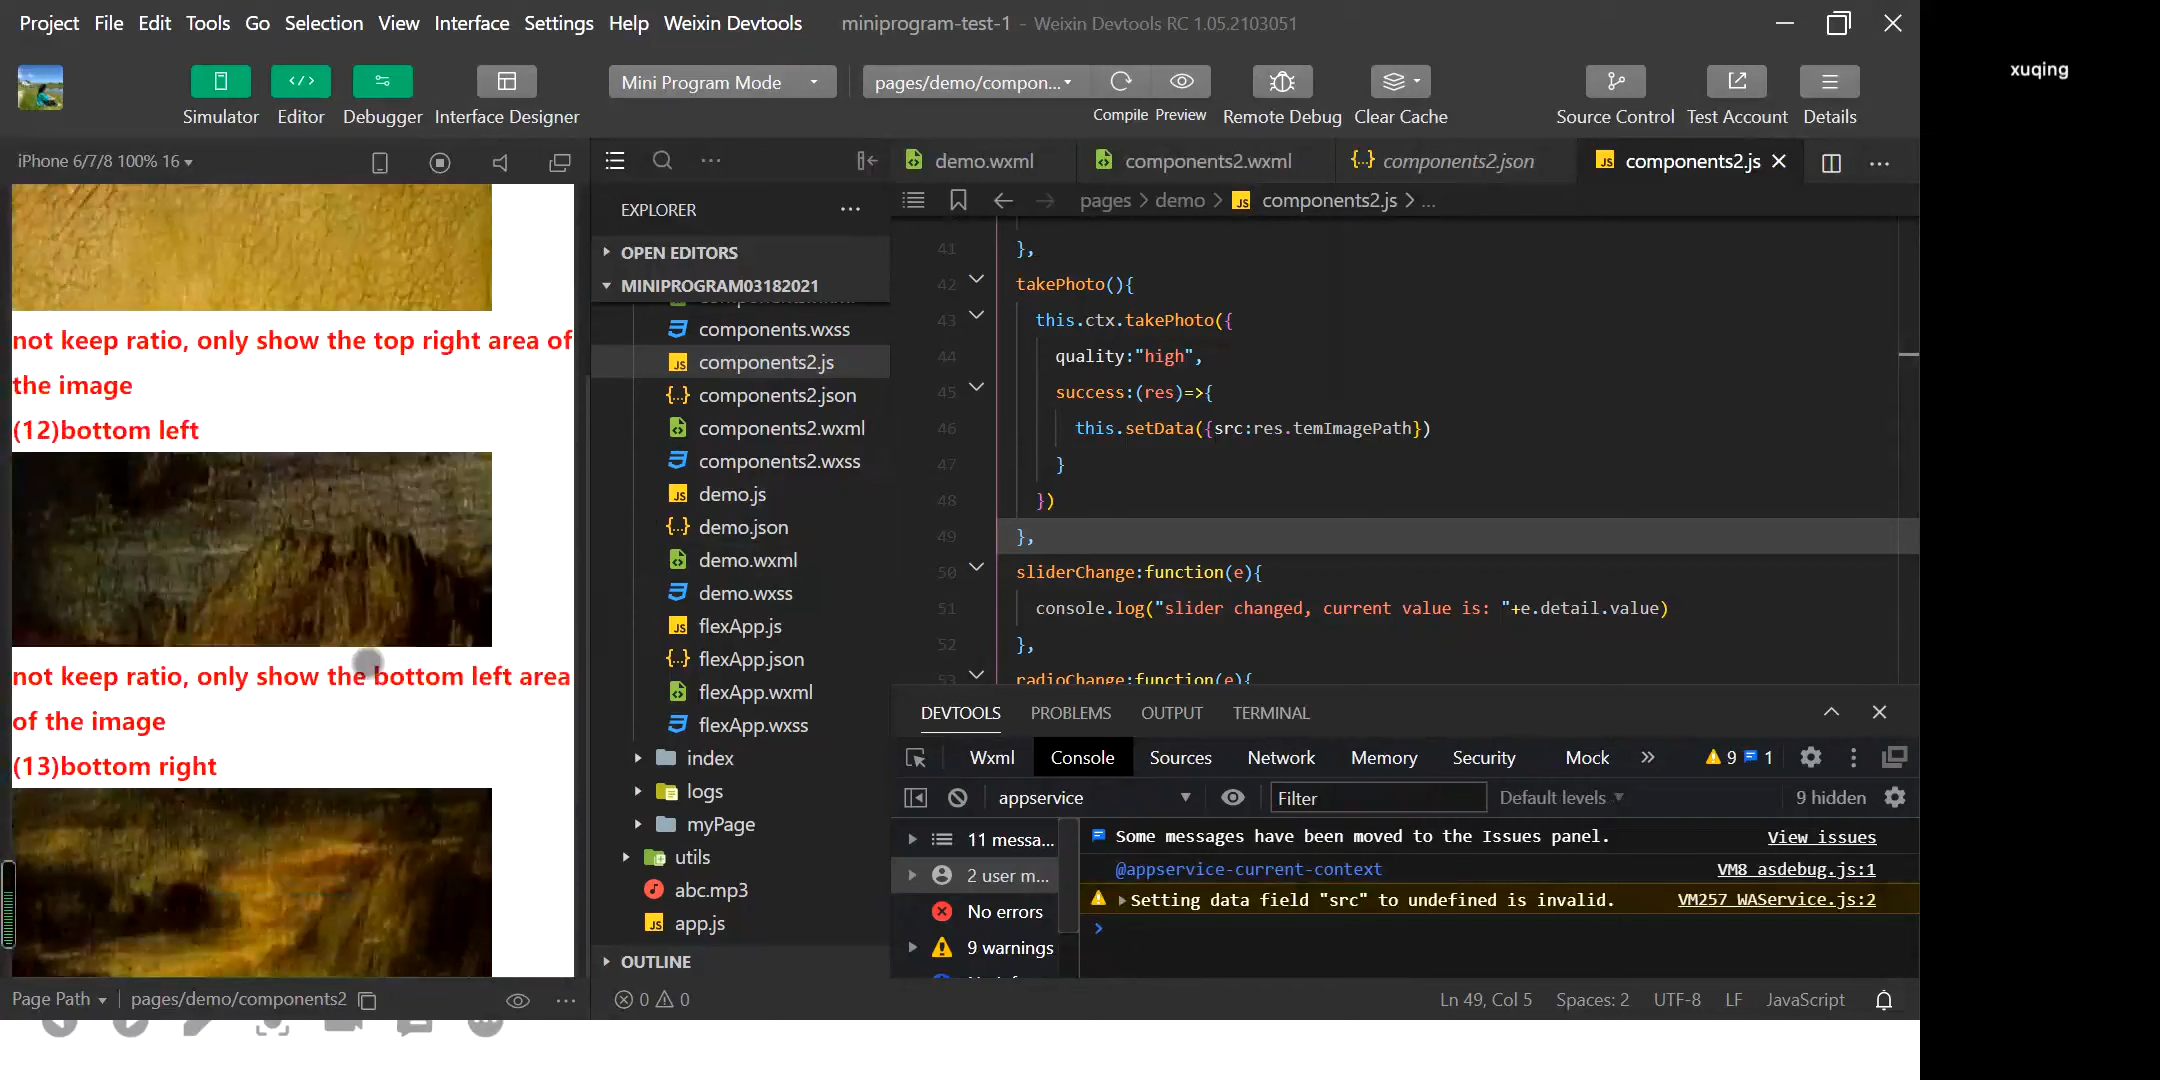 Project File Edit Tools Go Selection View Interface Settings Help Weixin Devtools miniprogram-test-1 - Weixin Devtools RC 1.05.2103051
xuqing
Mini Program Mode pages/demo/compon...
Simulator Editor Debugger Interface Designer Compile Preview Remote Debug Clear Cache Source Control Test Account Details
iPhone 6/7/8 100% 16
demo.wxml components2.wxml components2.json components2.js
EXPLORER
pages > demo > components2.js > ...
OPEN EDITORS
MINIPROGRAM03182021
components.wxss
components2.js
components2.json
components2.wxml
components2.wxss
demo.js
demo.json
demo.wxml
demo.wxss
flexApp.js
flexApp.json
flexApp.wxml
flexApp.wxss
index
logs
myPage
utils
abc.mp3
app.js
OUTLINE
not keep ratio, only show the top right area of
the image
(12)bottom left
not keep ratio, only show the bottom left area
of the image
(13)bottom right
41 },
42 takePhoto(){
43 this.ctx.takePhoto({
44 quality:"high",
45 success:(res)=>{
46 this.setData({src:res.temImagePath})
47 }
48 })
49 },
50 sliderChange:function(e){
51 console.log("slider changed, current value is: "+e.detail.value)
52 },
53 radioChange:function(e){
DEVTOOLS PROBLEMS OUTPUT TERMINAL
Wxml Console Sources Network Memory Security Mock 9 1
appservice Filter Default levels 9 hidden
11 messa...
2 user m...
No errors
9 warnings
Some messages have been moved to the Issues panel. View issues
@appservice-current-context VM8 asdebug.js:1
Setting data field "src" to undefined is invalid. VM257 WAService.js:2
Page Path pages/demo/components2 0 0 Ln 49, Col 5 Spaces: 2 UTF-8 LF JavaScript